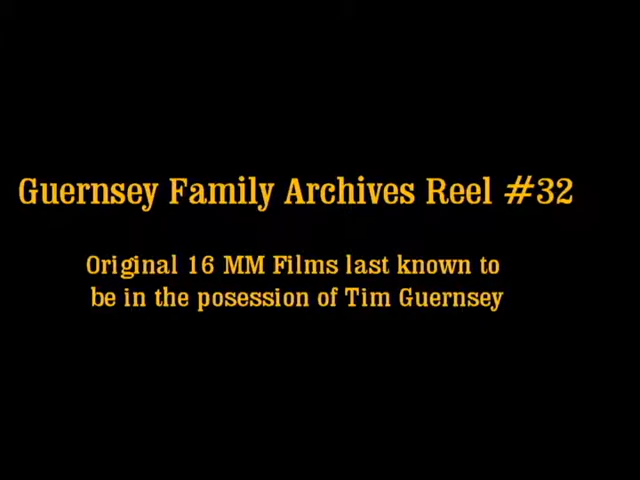 Guernsey Family Archives Reel #32
Original 16 MM Films last known to
be in the posession of Tim Guernsey